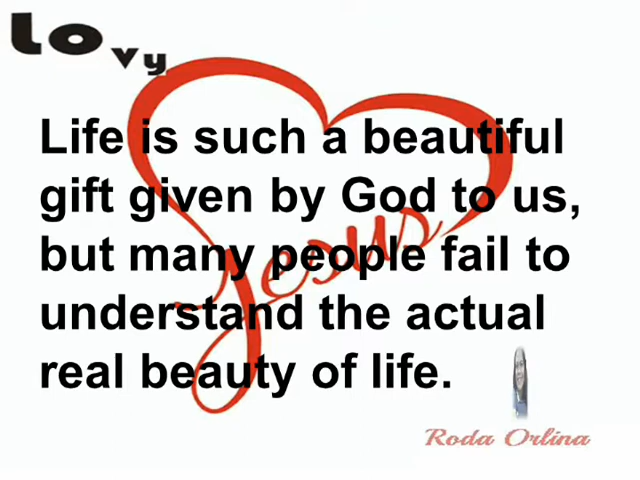 Lovy
Life is such a beautiful
gift given by God to us,
but many people fail to
Jesus
understand the actual
real beauty of life.
Roda Orlina